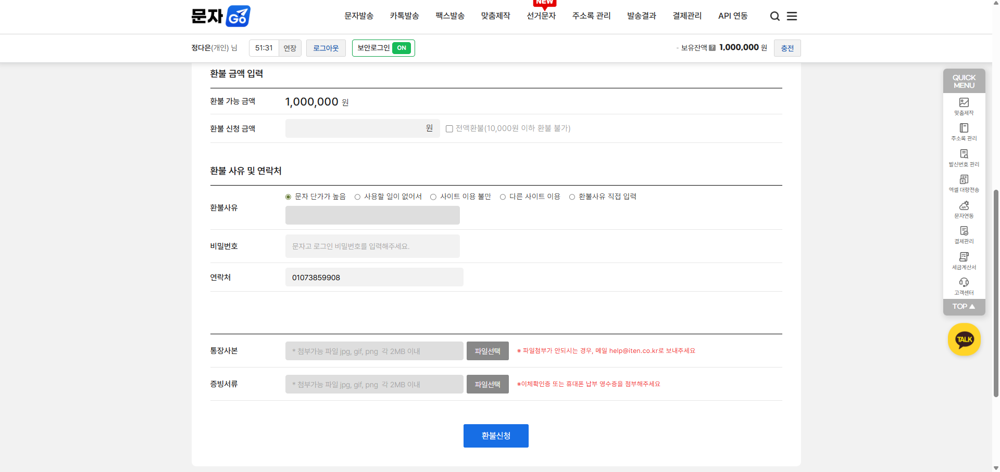 문자 GO
문자발송 카톡발송 팩스발송 맞춤제작 선거문자 주소록 관리 발송결과 결제관리 API 연동
NEW
정다은(개인) 님 51:31 연장 로그아웃 보안로그인 ON
보유잔액 ? 1,000,000 원 충전
환불 금액 입력
환불 가능 금액 1,000,000 원
환불 신청 금액 원 전액환불(10,000원 이하 환불 불가)
환불 사유 및 연락처
환불사유 문자 단가가 높음 사용할 일이 없어서 사이트 이용 불만 다른 사이트 이용 환불사유 직접 입력
비밀번호 문자고 로그인 비밀번호를 입력해주세요.
연락처 01073859908
통장사본 * 첨부가능 파일 jpg, gif, png 각 2MB 이내 파일선택 ※ 파일첨부가 안되시는 경우, 메일 help@iten.co.kr로 보내주세요
증빙서류 * 첨부가능 파일 jpg, gif, png 각 2MB 이내 파일선택 ※이체확인증 또는 휴대폰 납부 영수증을 첨부해주세요
환불신청
QUICK
MENU
맞춤제작
주소록 관리
발신번호 관리
엑셀 대량전송
API
문자연동
결제관리
세금계산서
고객센터
TOP ▲
TALK